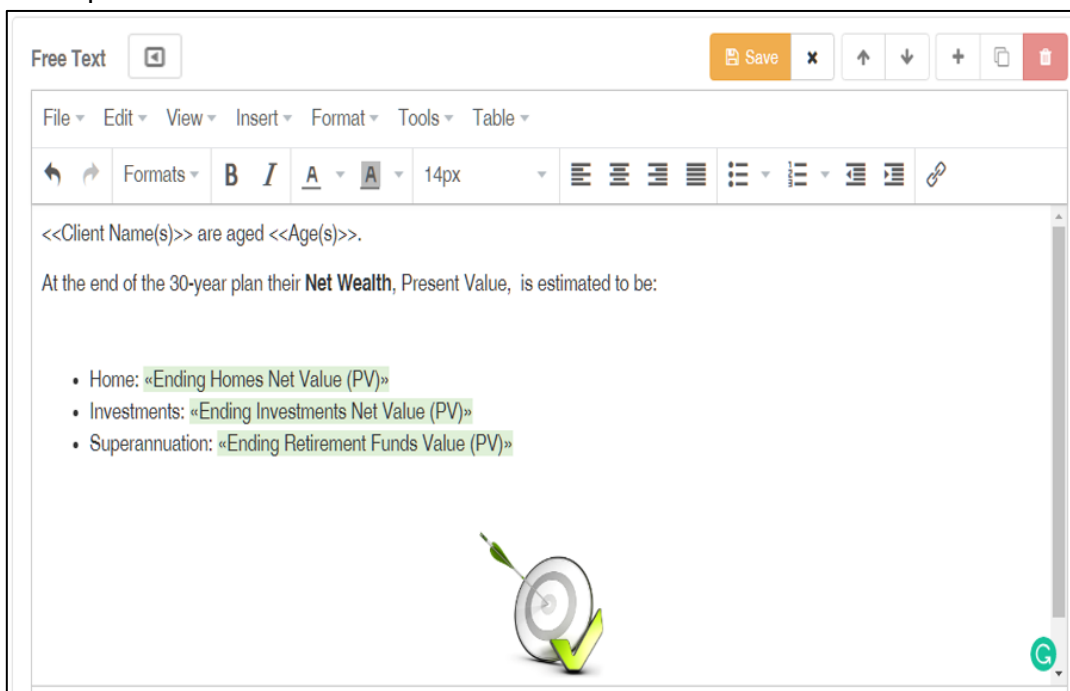 Free Text
Save
File Edit View Insert Format Tools Table
Formats B I A A 14px
<<Client Name(s)>> are aged <<Age(s)>>.
At the end of the 30-year plan their Net Wealth, Present Value,  is estimated to be:
• Home: «Ending Homes Net Value (PV)»
• Investments: «Ending Investments Net Value (PV)»
• Superannuation: «Ending Retirement Funds Value (PV)»
G